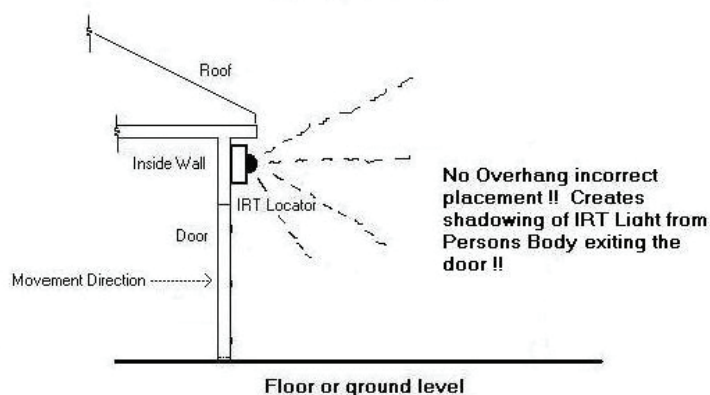 Roof
Inside Wall
IRT Locator
Door
Movement Direction
No Overhang incorrect
placement !! Creates
shadowing of IRT Light from
Persons Body exiting the
door !!
Floor or ground level